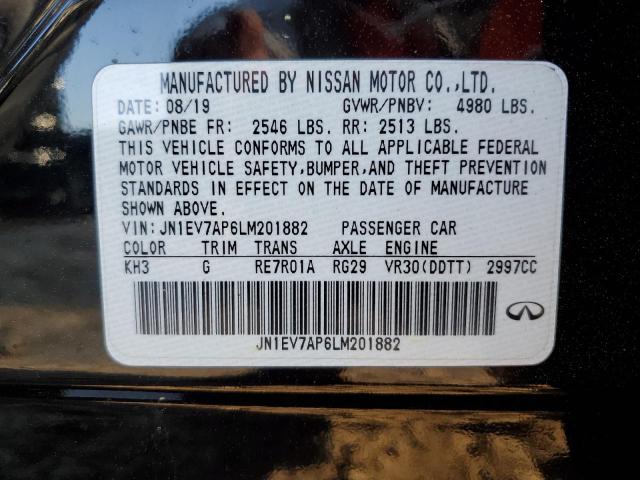 MANUFACTURED BY NISSAN MOTOR CO.,LTD.
DATE: 08/19 GVWR/PNBV: 4980 LBS.
GAWR/PNBE FR: 2546 LBS. RR: 2513 LBS.
THIS VEHICLE CONFORMS TO ALL APPLICABLE FEDERAL
MOTOR VEHICLE SAFETY,BUMPER,AND THEFT PREVENTION
STANDARDS IN EFFECT ON THE DATE OF MANUFACTURE
SHOWN ABOVE.
VIN:JN1EV7AP6LM201882 PASSENGER CAR
COLOR TRIM TRANS AXLE ENGINE
KH3 G RE7R01A RG29 VR30(DDTT) 2997CC
JN1EV7AP6LM201882